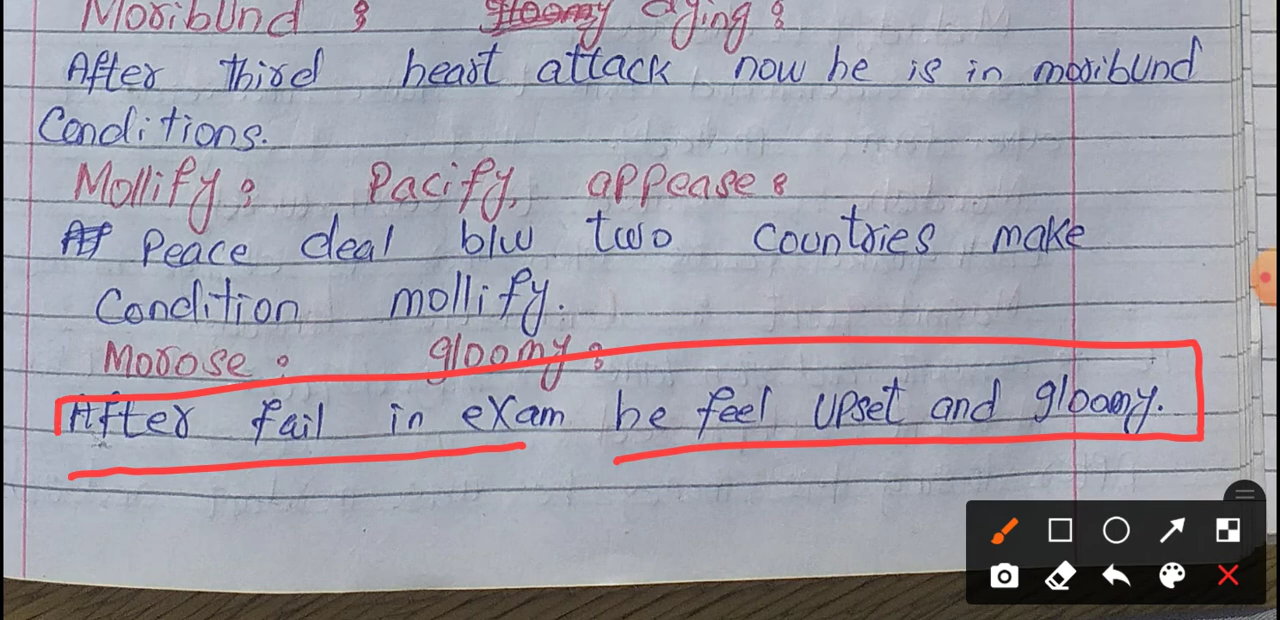 Moribund : gloomy dying :
After third heart attack now he is in moribund
Conditions.
Mollify : Pacify, appease :
Peace deal b/w two countries make
Condition mollify.
Morose : gloomy :
After fail in exam he feel upset and gloomy.